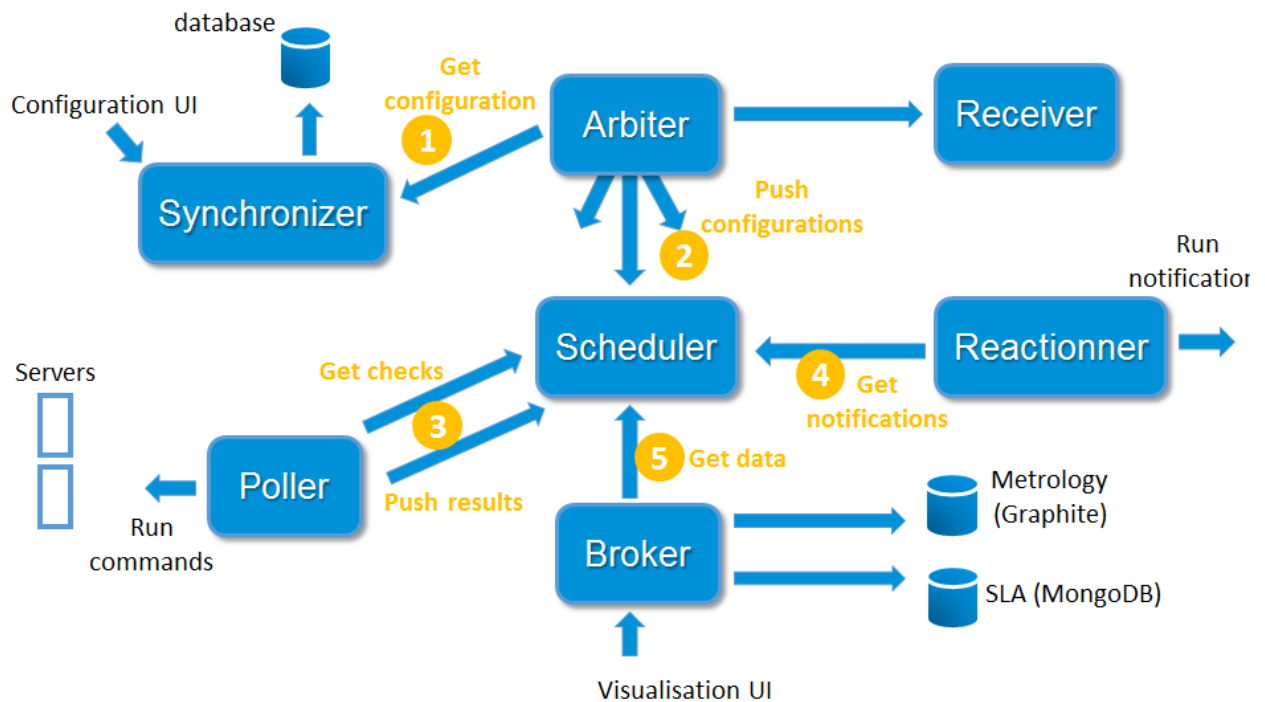 database
Configuration UI
Get
configuration
1
Arbiter
Receiver
Synchronizer
Push
configurations
2
Run
notification
Scheduler
Reactionner
Servers
Get checks
3
4
Get
notifications
Poller
Push results
5
Get data
Run
commands
Broker
Metrology
(Graphite)
SLA (MongoDB)
Visualisation UI